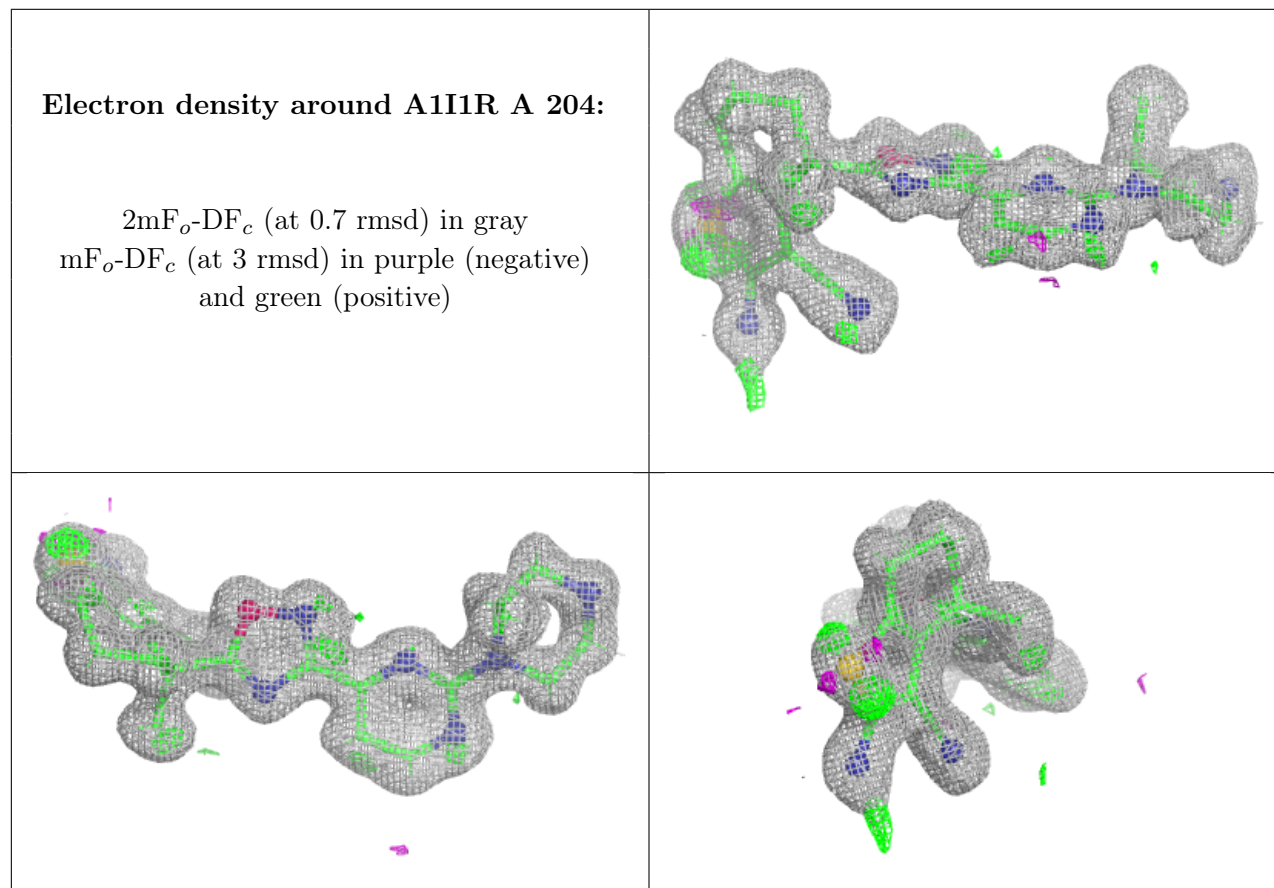 Electron density around A1I1R A 204:
2mFo-DFc (at 0.7 rmsd) in gray
mFo-DFc (at 3 rmsd) in purple (negative)
and green (positive)